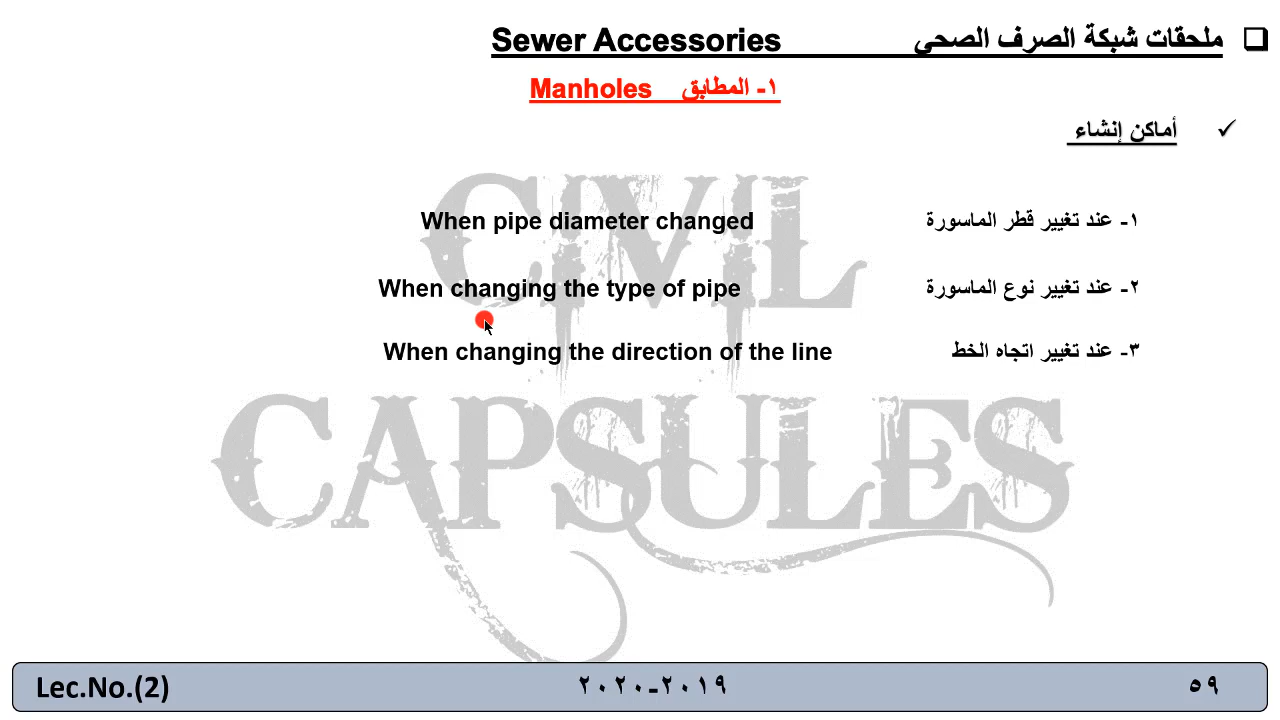 ❑ ملحقات شبكة الصرف الصحي Sewer Accessories
١- المطابق Manholes
✓ أماكن إنشاء
١- عند تغيير قطر الماسورة When pipe diameter changed
٢- عند تغيير نوع الماسورة When changing the type of pipe
٣- عند تغيير اتجاه الخط When changing the direction of the line
CIVIL
CAPSULES
Lec.No.(2) ٢٠١٩-٢٠٢٠ ٥٩